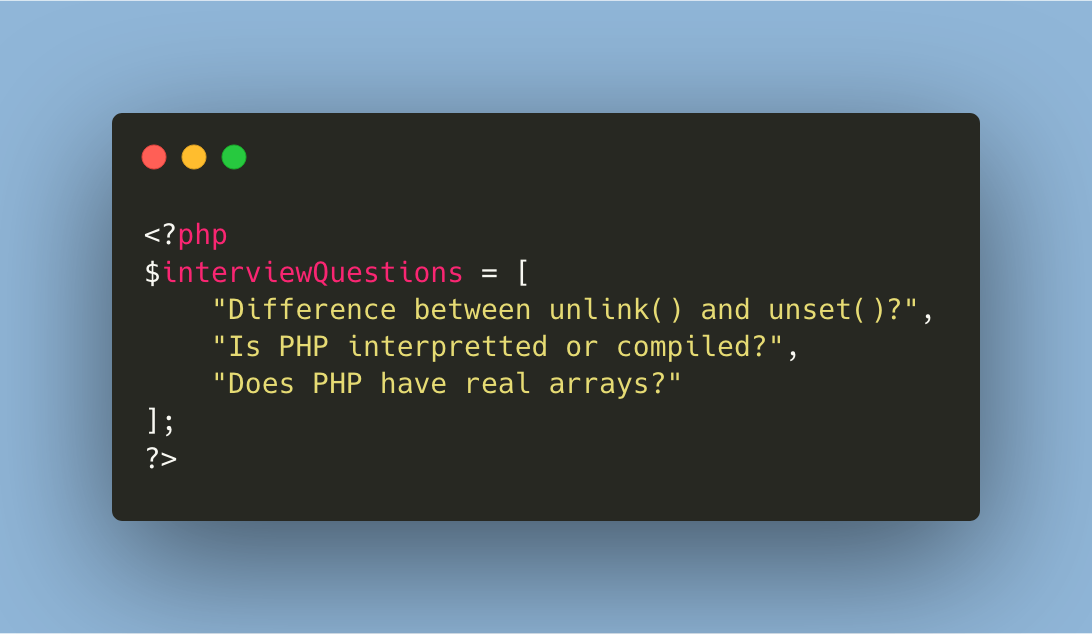 <?php
$interviewQuestions = [
    "Difference between unlink() and unset()?",
    "Is PHP interpretted or compiled?",
    "Does PHP have real arrays?"
];
?>